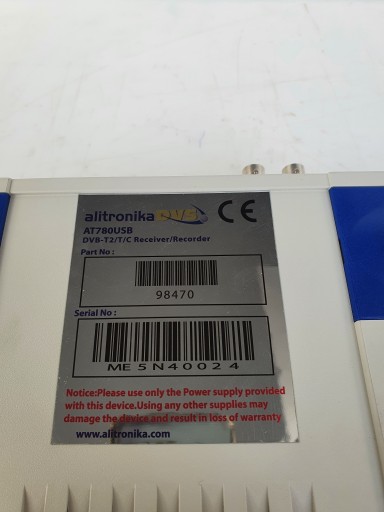 alitronika DVS CE
AT780USB
DVB-T2/T/C Receiver/Recorder
Part No :
98470
Serial No :
ME5N40024
Notice:Please use only the Power supply provided
with this device.Using any other supplies may
damage the device and result in loss of warranty
www.alitronika.com